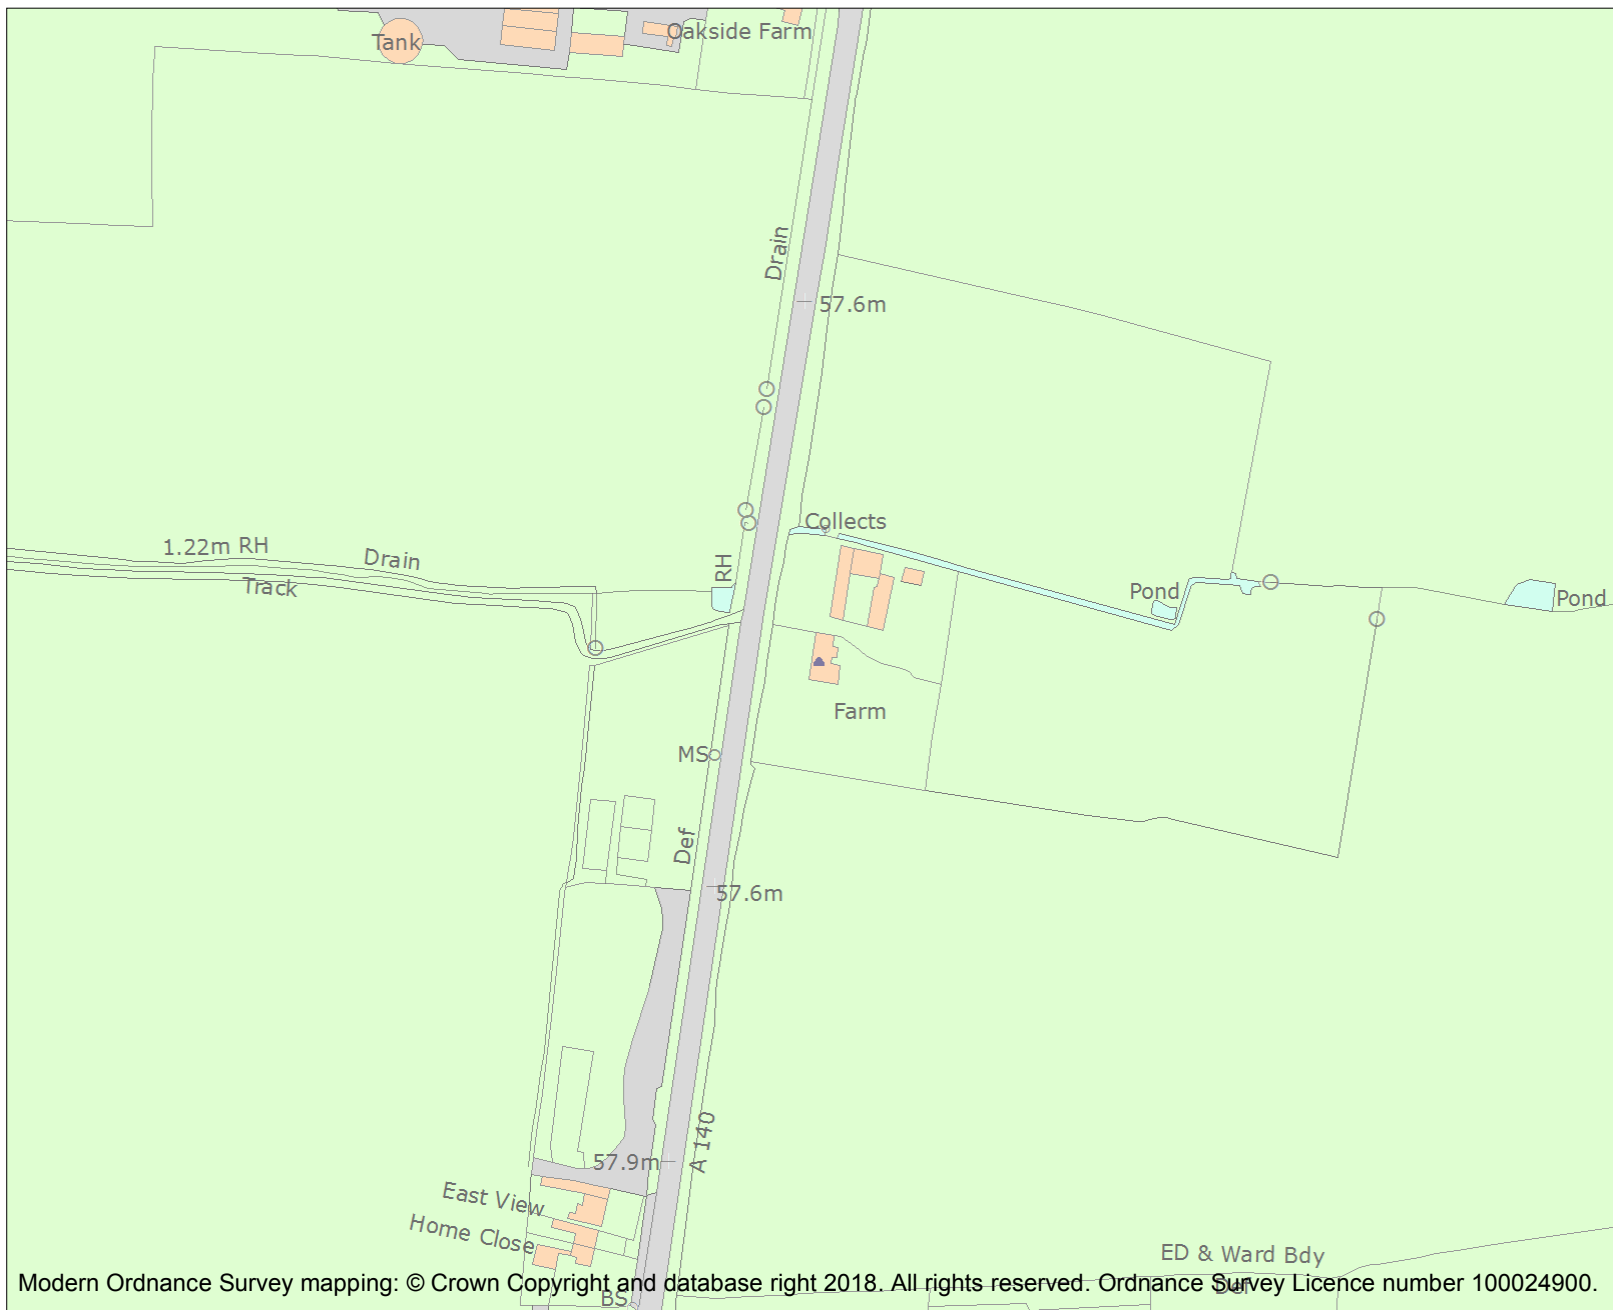 Oakside Farm
Tank
Drain
57.6m
Collects
1.22m RH
Drain
RH
Track
Pond
Pond
Farm
MS
Def
57.6m
A 140
57.9m
East View
Home Close
ED & Ward Bdy
Def
BS
Modern Ordnance Survey mapping: © Crown Copyright and database right 2018. All rights reserved. Ordnance Survey Licence number 100024900.